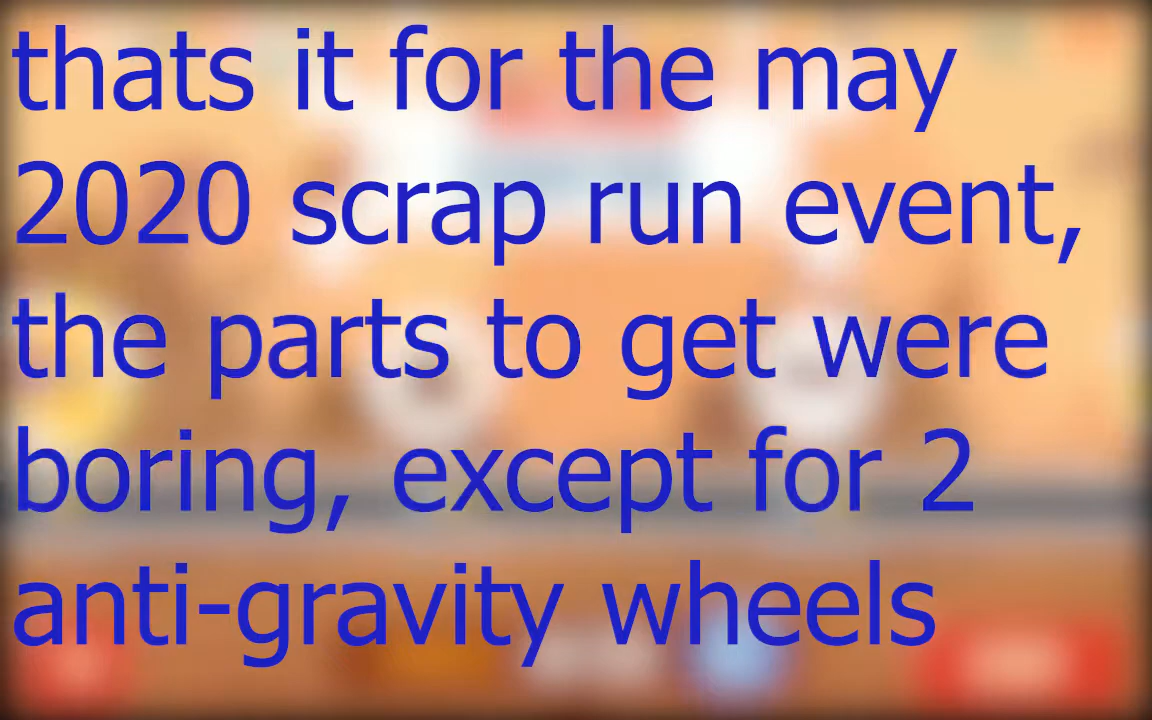 thats it for the may
2020 scrap run event,
the parts to get were
boring, except for 2
anti-gravity wheels